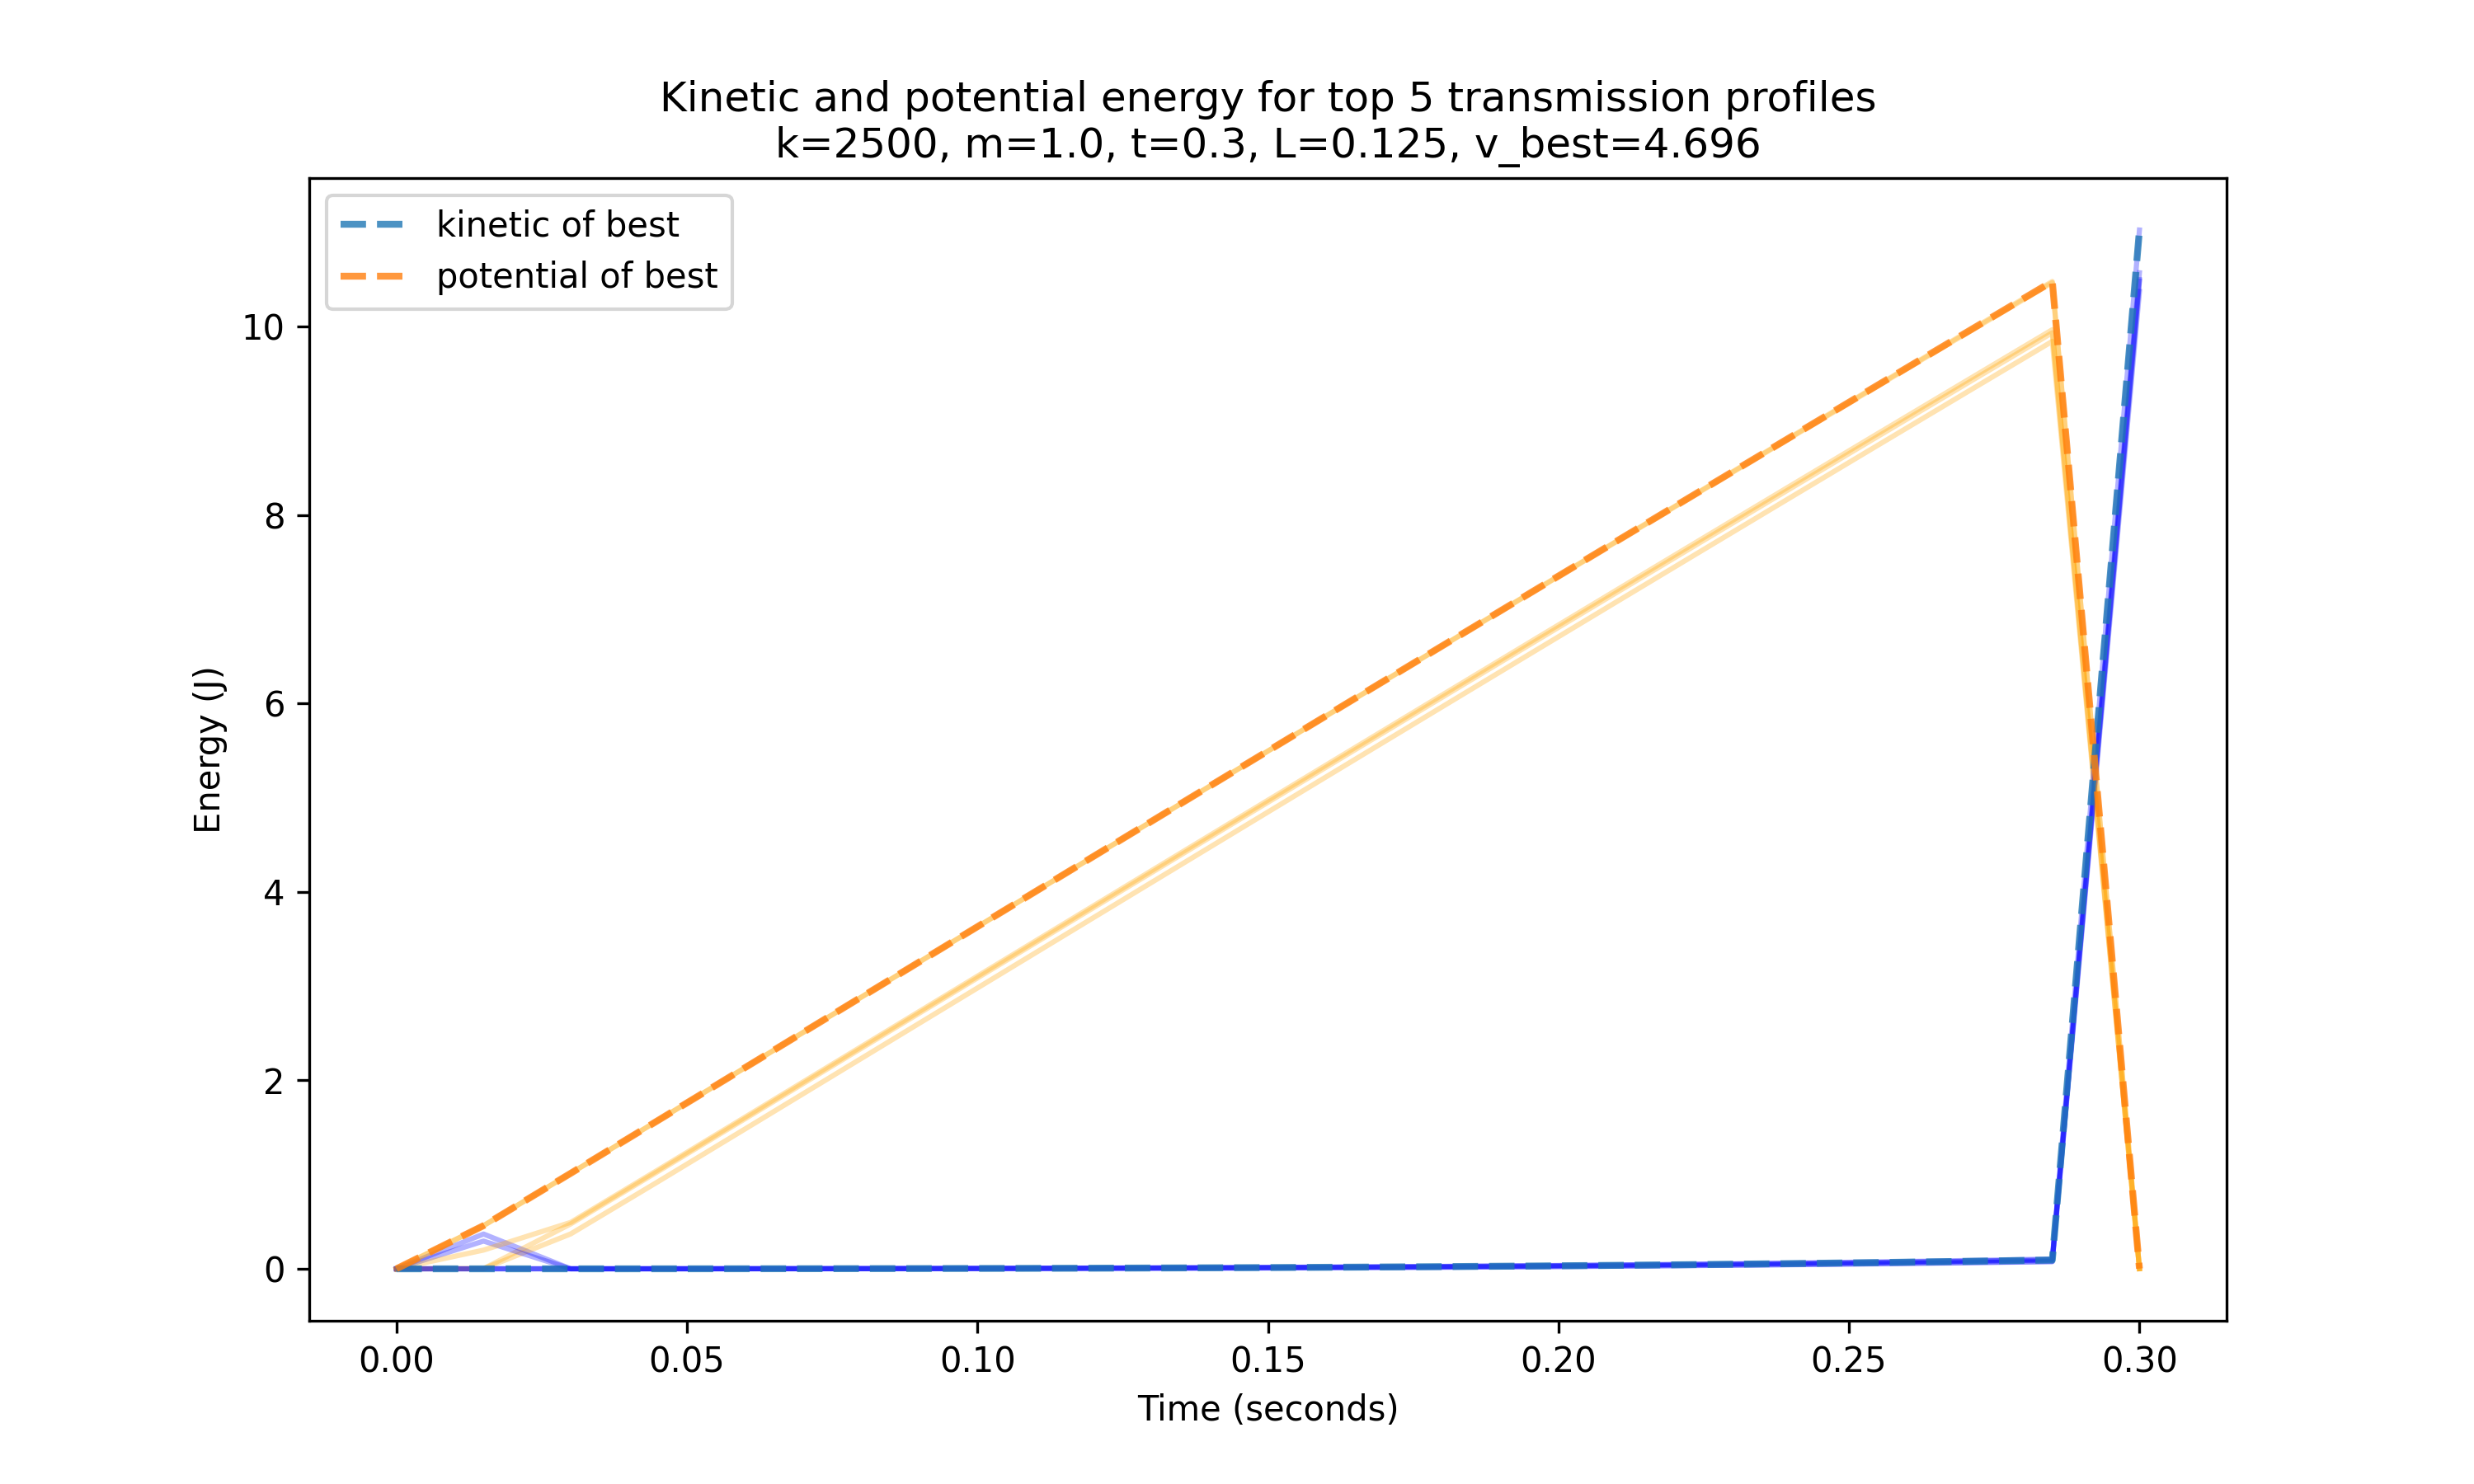 Kinetic and potential energy for top 5 transmission profiles
k=2500, m=1.0, t=0.3, L=0.125, v_best=4.696
kinetic of best
potential of best
10
8
6
4
2
0
Energy (J)
0.00 0.05 0.10 0.15 0.20 0.25 0.30
Time (seconds)